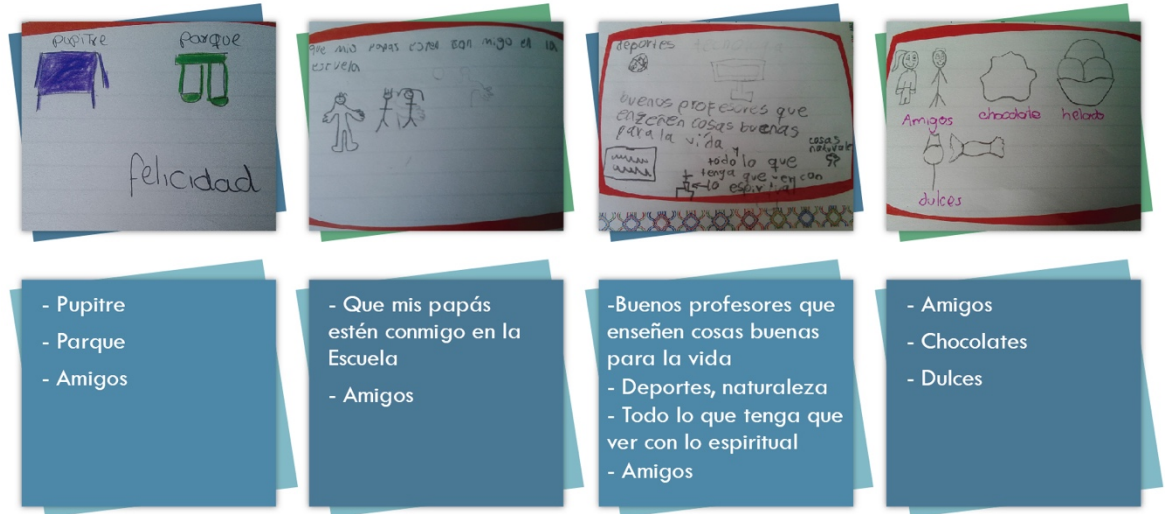 pupitre parque
felicidad
que mis papas esten con migo en la
escuela
deportes tecno
buenos profesores que
enzeñen cosas buenas
para la vida y
cosas
naturale
todo lo que
tenga que ver con
lo espiritual
Amigos chocolate helado
dulces
- Pupitre
- Parque
- Amigos
- Que mis papás
estén conmigo en la
Escuela
- Amigos
-Buenos profesores que
enseñen cosas buenas
para la vida
- Deportes, naturaleza
- Todo lo que tenga que
ver con lo espiritual
- Amigos
- Amigos
- Chocolates
- Dulces